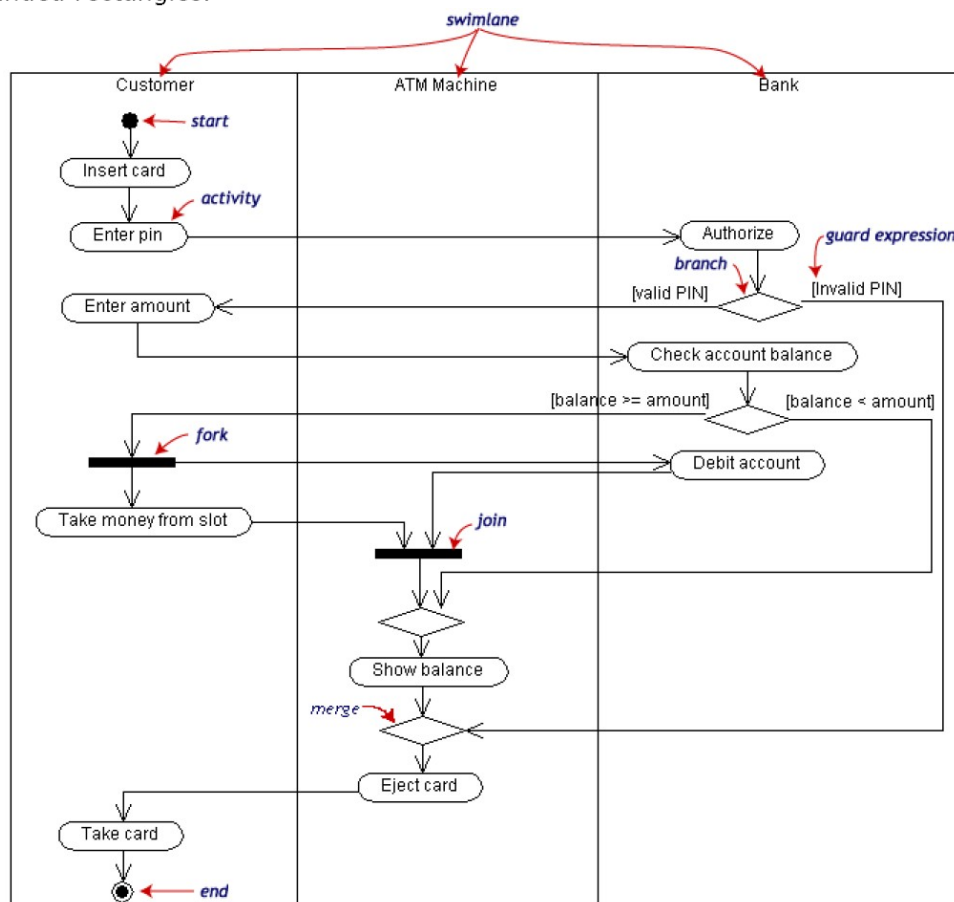 rectangles.
swimlane
Customer
ATM Machine
Bank
start
Insert card
activity
Enter pin
Authorize
guard expression
branch
[valid PIN]
[Invalid PIN]
Enter amount
Check account balance
[balance >= amount]
[balance < amount]
fork
Debit account
Take money from slot
join
Show balance
merge
Eject card
Take card
end